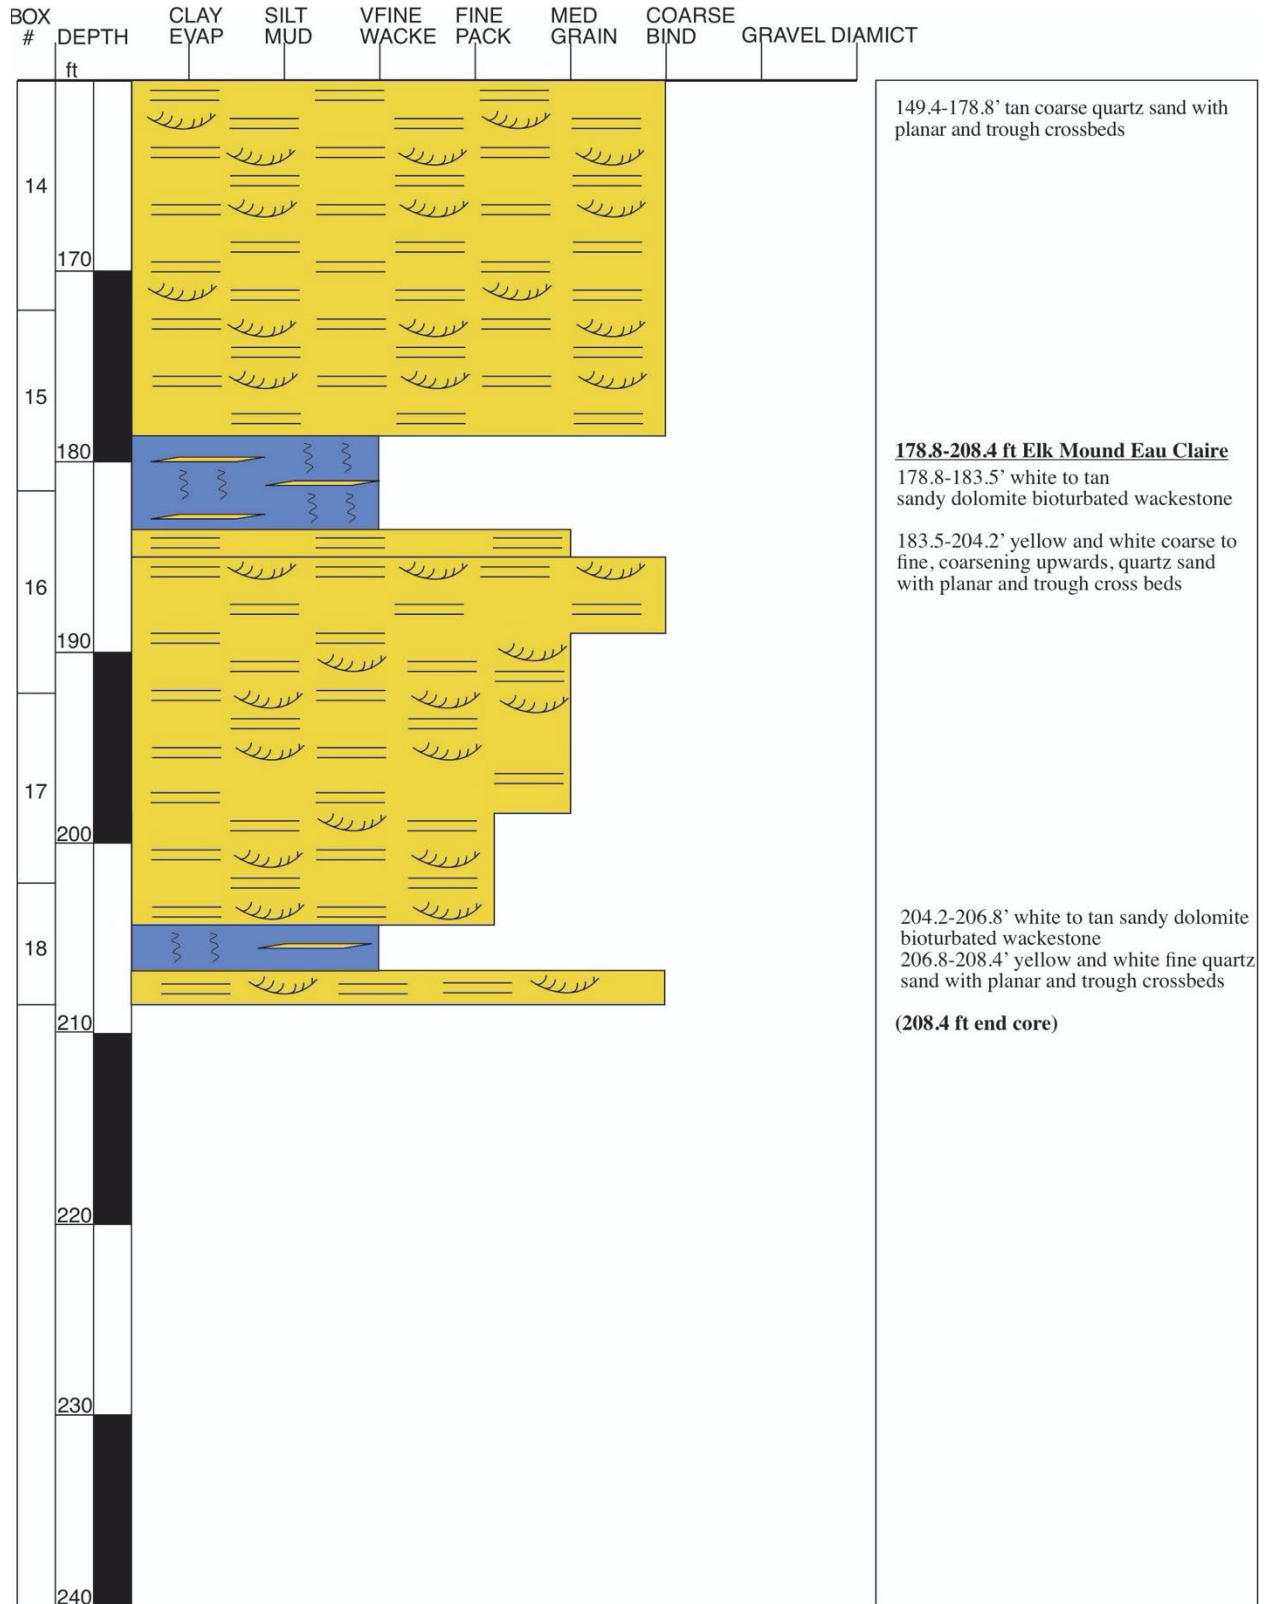 BOX
#
DEPTH
CLAY
EVAP
SILT
MUD
VFINE
WACKE
FINE
PACK
MED
GRAIN
COARSE
BIND
GRAVEL
DIAMICT
ft
149.4-178.8’ tan coarse quartz sand with
planar and trough crossbeds
14
170
15
180
178.8-208.4 ft Elk Mound Eau Claire
178.8-183.5’ white to tan
sandy dolomite bioturbated wackestone
183.5-204.2’ yellow and white coarse to
fine, coarsening upwards, quartz sand
with planar and trough cross beds
16
190
17
200
204.2-206.8’ white to tan sandy dolomite
bioturbated wackestone
206.8-208.4’ yellow and white fine quartz
sand with planar and trough crossbeds
18
210
(208.4 ft end core)
220
230
240